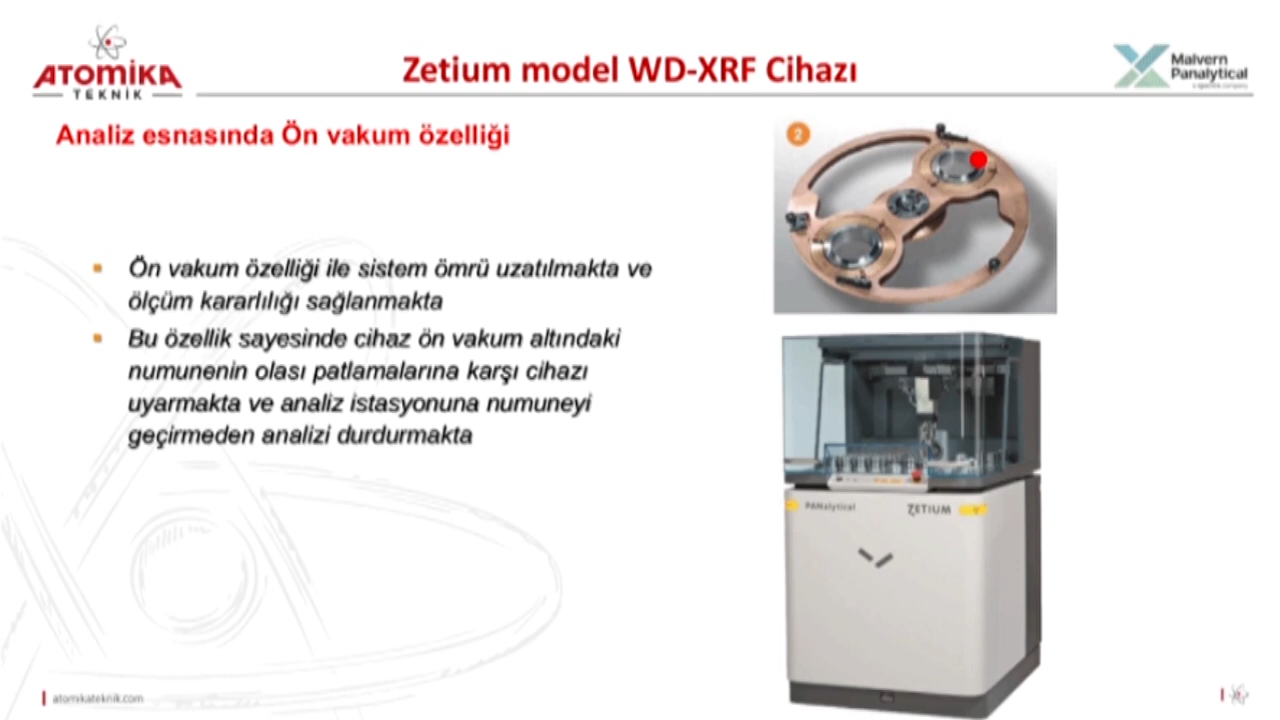 ATOMİKA
TEKNİK
Zetium model WD-XRF Cihazı
Malvern
Panalytical
a spectris company
Analiz esnasında Ön vakum özelliği
2
Ön vakum özelliği ile sistem ömrü uzatılmakta ve
ölçüm kararlılığı sağlanmakta
Bu özellik sayesinde cihaz ön vakum altındaki
numunenin olası patlamalarına karşı cihazı
uyarmakta ve analiz istasyonuna numuneyi
geçirmeden analizi durdurmakta
PANalytical
ZETIUM
atomikateknik.com